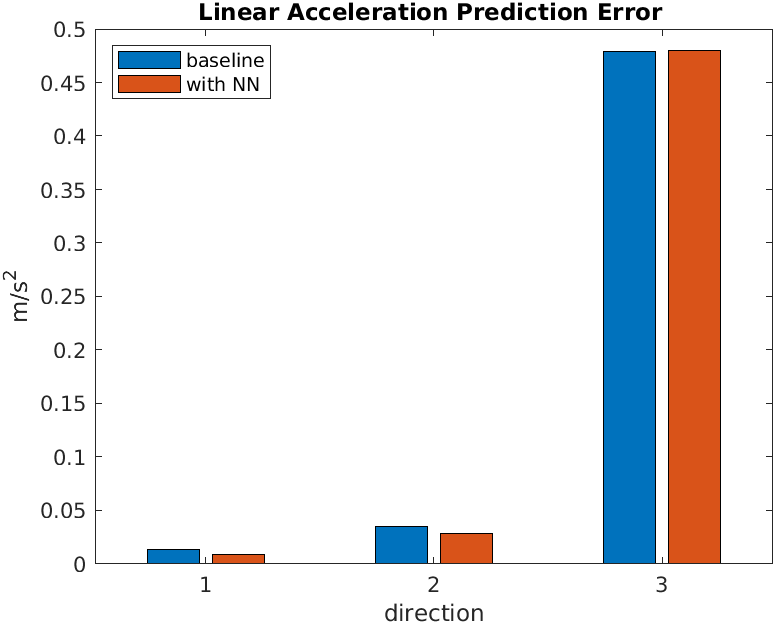 Linear Acceleration Prediction Error
baseline
with NN
0.5
0.45
0.4
0.35
0.3
0.25
0.2
0.15
0.1
0.05
0
m/s²
1 2 3
direction